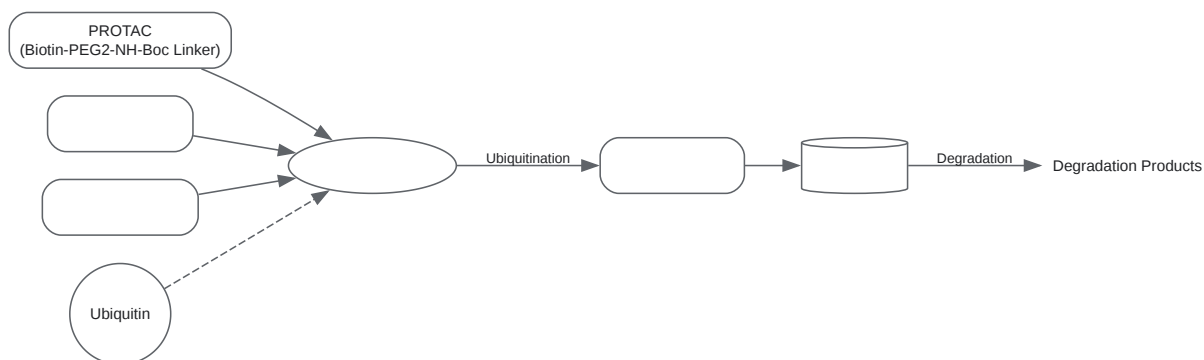 PROTAC
(Biotin-PEG2-NH-Boc Linker)
Ubiquitination
Degradation
Degradation Products
Ubiquitin